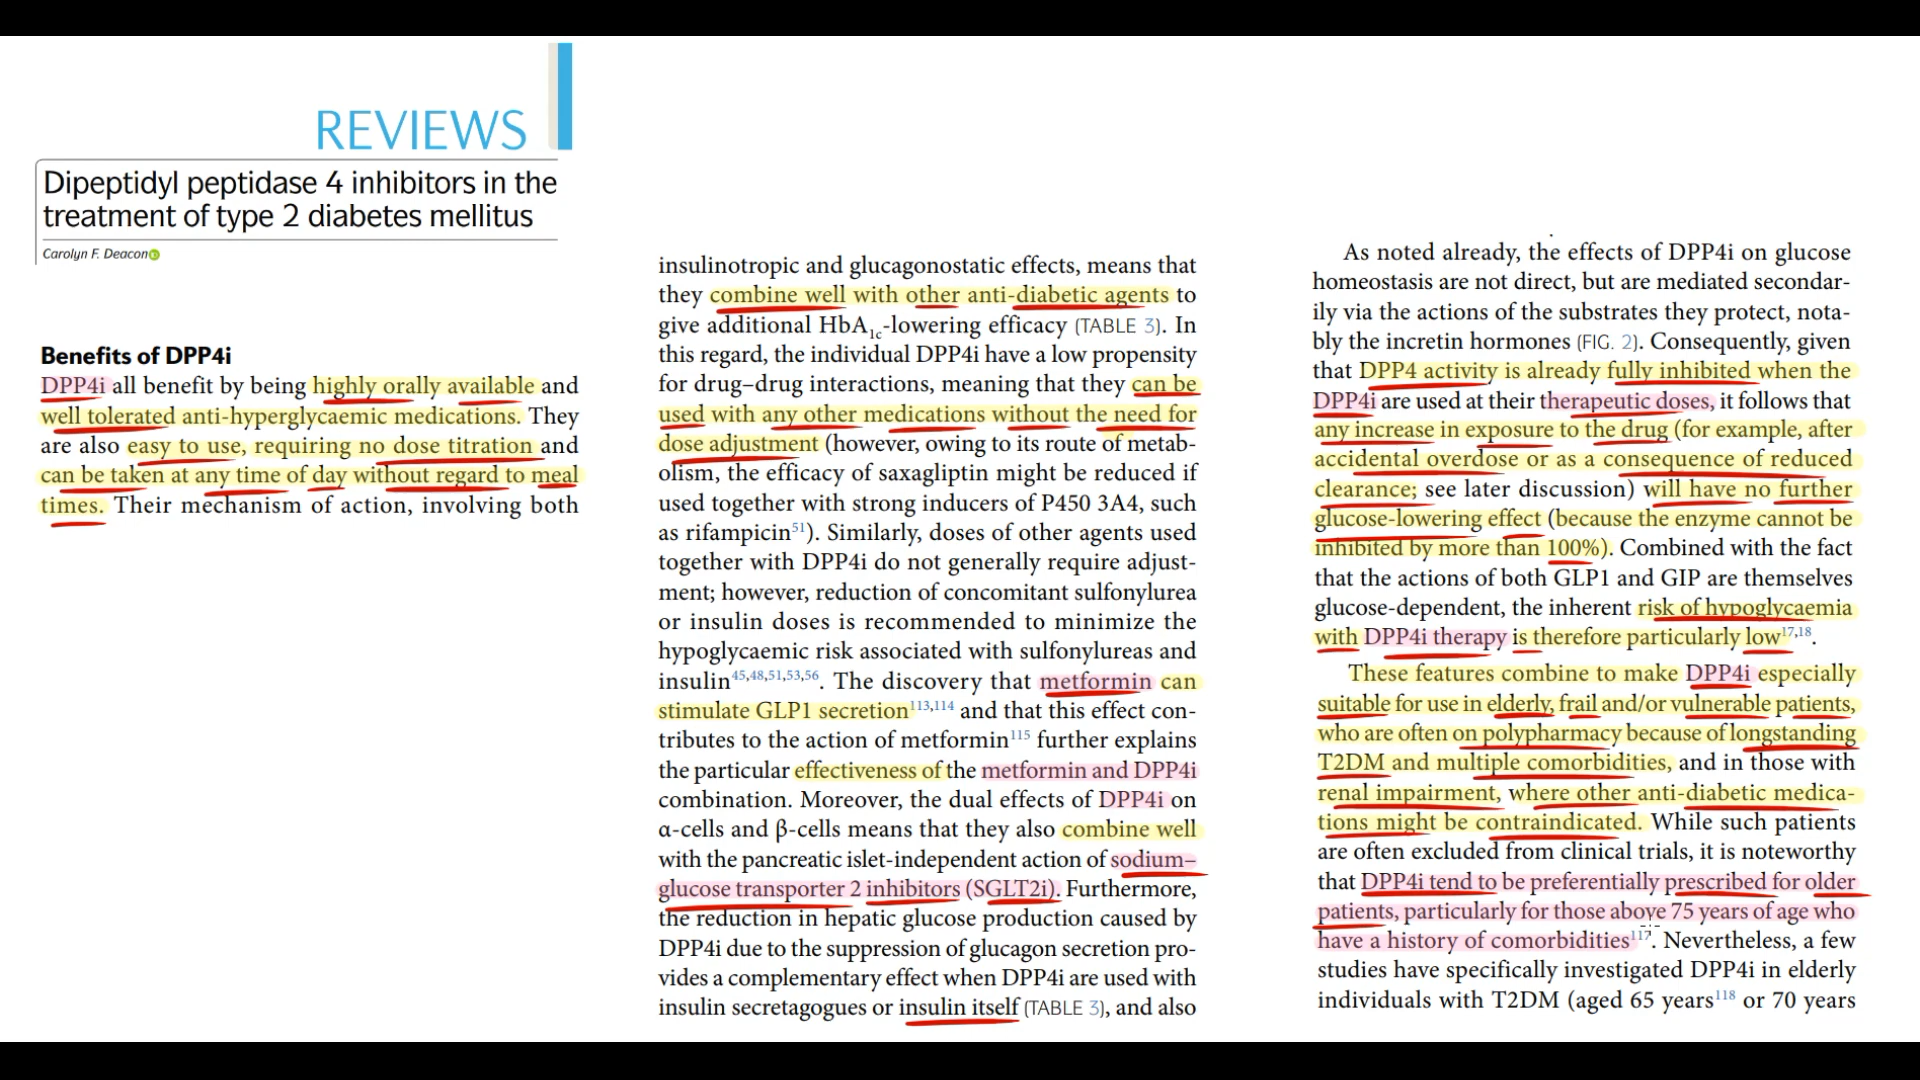 REVIEWS
Dipeptidyl peptidase 4 inhibitors in the
treatment of type 2 diabetes mellitus
Carolyn F. Deacon
Benefits of DPP4i
DPP4i all benefit by being highly orally available and
well tolerated anti-hyperglycaemic medications. They
are also easy to use, requiring no dose titration and
can be taken at any time of day without regard to meal
times. Their mechanism of action, involving both
insulinotropic and glucagonostatic effects, means that
they combine well with other anti-diabetic agents to
give additional HbA1c-lowering efficacy (TABLE 3). In
this regard, the individual DPP4i have a low propensity
for drug–drug interactions, meaning that they can be
used with any other medications without the need for
dose adjustment (however, owing to its route of metab-
olism, the efficacy of saxagliptin might be reduced if
used together with strong inducers of P450 3A4, such
as rifampicin51). Similarly, doses of other agents used
together with DPP4i do not generally require adjust-
ment; however, reduction of concomitant sulfonylurea
or insulin doses is recommended to minimize the
hypoglycaemic risk associated with sulfonylureas and
insulin45,48,51,53,56. The discovery that metformin can
stimulate GLP1 secretion113,114 and that this effect con-
tributes to the action of metformin115 further explains
the particular effectiveness of the metformin and DPP4i
combination. Moreover, the dual effects of DPP4i on
α-cells and β-cells means that they also combine well
with the pancreatic islet-independent action of sodium–
glucose transporter 2 inhibitors (SGLT2i). Furthermore,
the reduction in hepatic glucose production caused by
DPP4i due to the suppression of glucagon secretion pro-
vides a complementary effect when DPP4i are used with
insulin secretagogues or insulin itself (TABLE 3), and also
As noted already, the effects of DPP4i on glucose
homeostasis are not direct, but are mediated secondar-
ily via the actions of the substrates they protect, nota-
bly the incretin hormones (FIG. 2). Consequently, given
that DPP4 activity is already fully inhibited when the
DPP4i are used at their therapeutic doses, it follows that
any increase in exposure to the drug (for example, after
accidental overdose or as a consequence of reduced
clearance; see later discussion) will have no further
glucose-lowering effect (because the enzyme cannot be
inhibited by more than 100%). Combined with the fact
that the actions of both GLP1 and GIP are themselves
glucose-dependent, the inherent risk of hypoglycaemia
with DPP4i therapy is therefore particularly low17,18.
These features combine to make DPP4i especially
suitable for use in elderly, frail and/or vulnerable patients,
who are often on polypharmacy because of longstanding
T2DM and multiple comorbidities, and in those with
renal impairment, where other anti-diabetic medica-
tions might be contraindicated. While such patients
are often excluded from clinical trials, it is noteworthy
that DPP4i tend to be preferentially prescribed for older
patients, particularly for those above 75 years of age who
have a history of comorbidities117. Nevertheless, a few
studies have specifically investigated DPP4i in elderly
individuals with T2DM (aged 65 years118 or 70 years